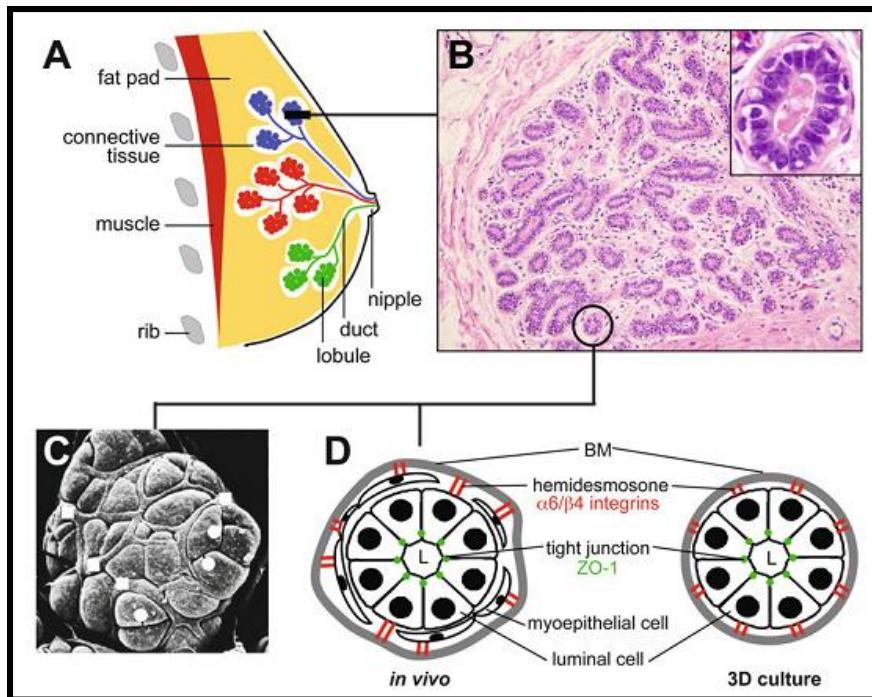 A
fat pad
connective
tissue
muscle
rib
nipple
duct
lobule
B
C
D
BM
hemidesmosone
α6/β4 integrins
tight junction
ZO-1
L
L
myoepithelial cell
luminal cell
in vivo
3D culture